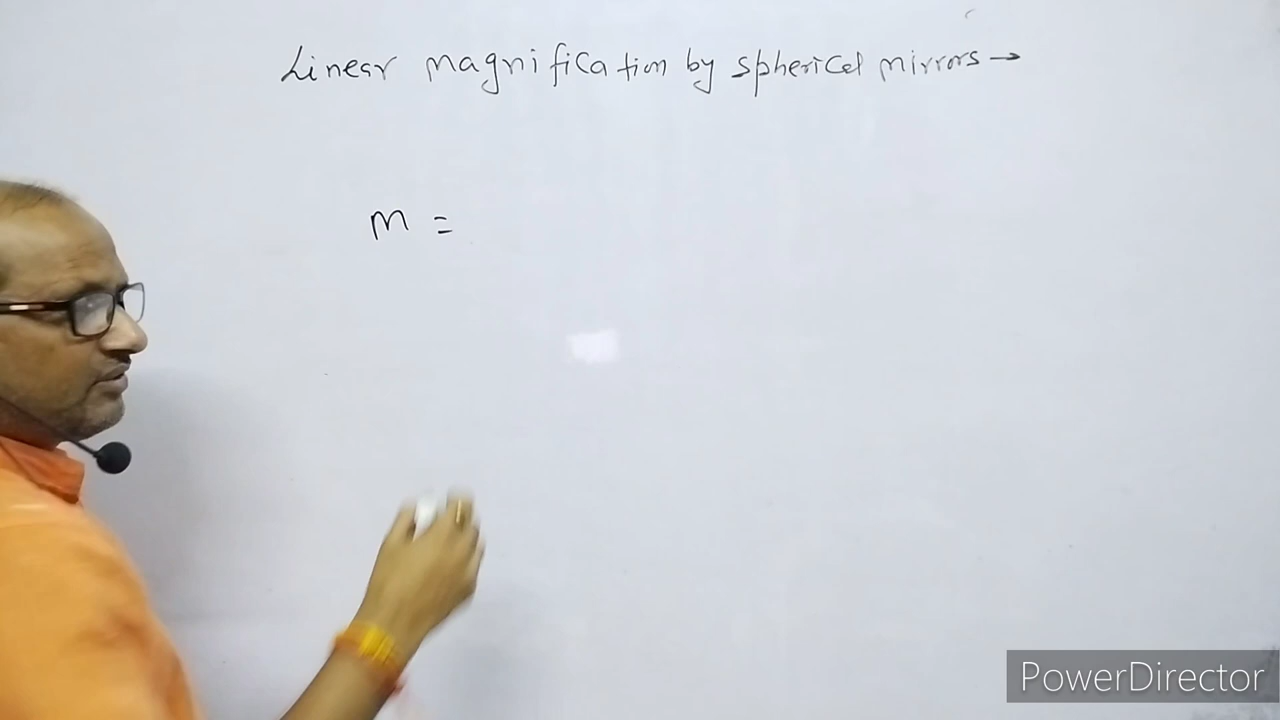 Linear magnification by spherical mirrors →
m =
PowerDirector